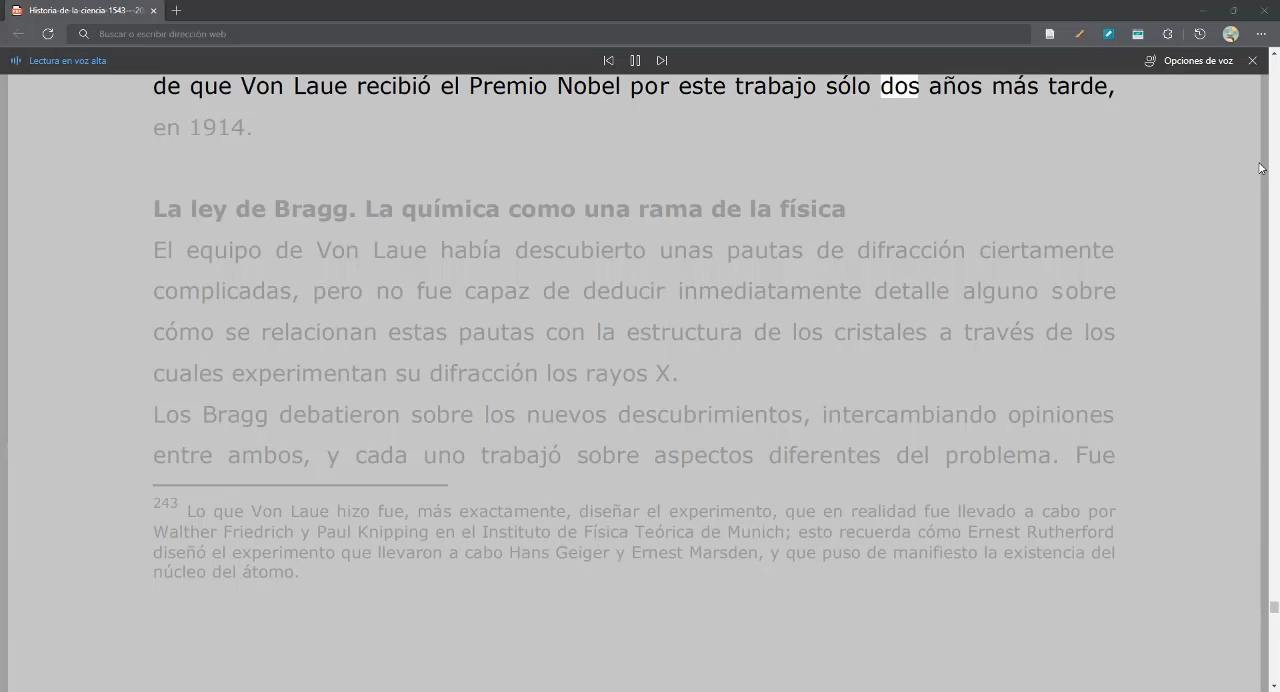 Historia-de-la-ciencia-1543---20
Buscar o escribir dirección web
Lectura en voz alta
Opciones de voz
de que Von Laue recibió el Premio Nobel por este trabajo sólo dos años más tarde,
en 1914.
La ley de Bragg. La química como una rama de la física
El equipo de Von Laue había descubierto unas pautas de difracción ciertamente
complicadas, pero no fue capaz de deducir inmediatamente detalle alguno sobre
cómo se relacionan estas pautas con la estructura de los cristales a través de los
cuales experimentan su difracción los rayos X.
Los Bragg debatieron sobre los nuevos descubrimientos, intercambiando opiniones
entre ambos, y cada uno trabajó sobre aspectos diferentes del problema. Fue
243 Lo que Von Laue hizo fue, más exactamente, diseñar el experimento, que en realidad fue llevado a cabo por
Walther Friedrich y Paul Knipping en el Instituto de Física Teórica de Munich; esto recuerda cómo Ernest Rutherford
diseñó el experimento que llevaron a cabo Hans Geiger y Ernest Marsden, y que puso de manifiesto la existencia del
núcleo del átomo.